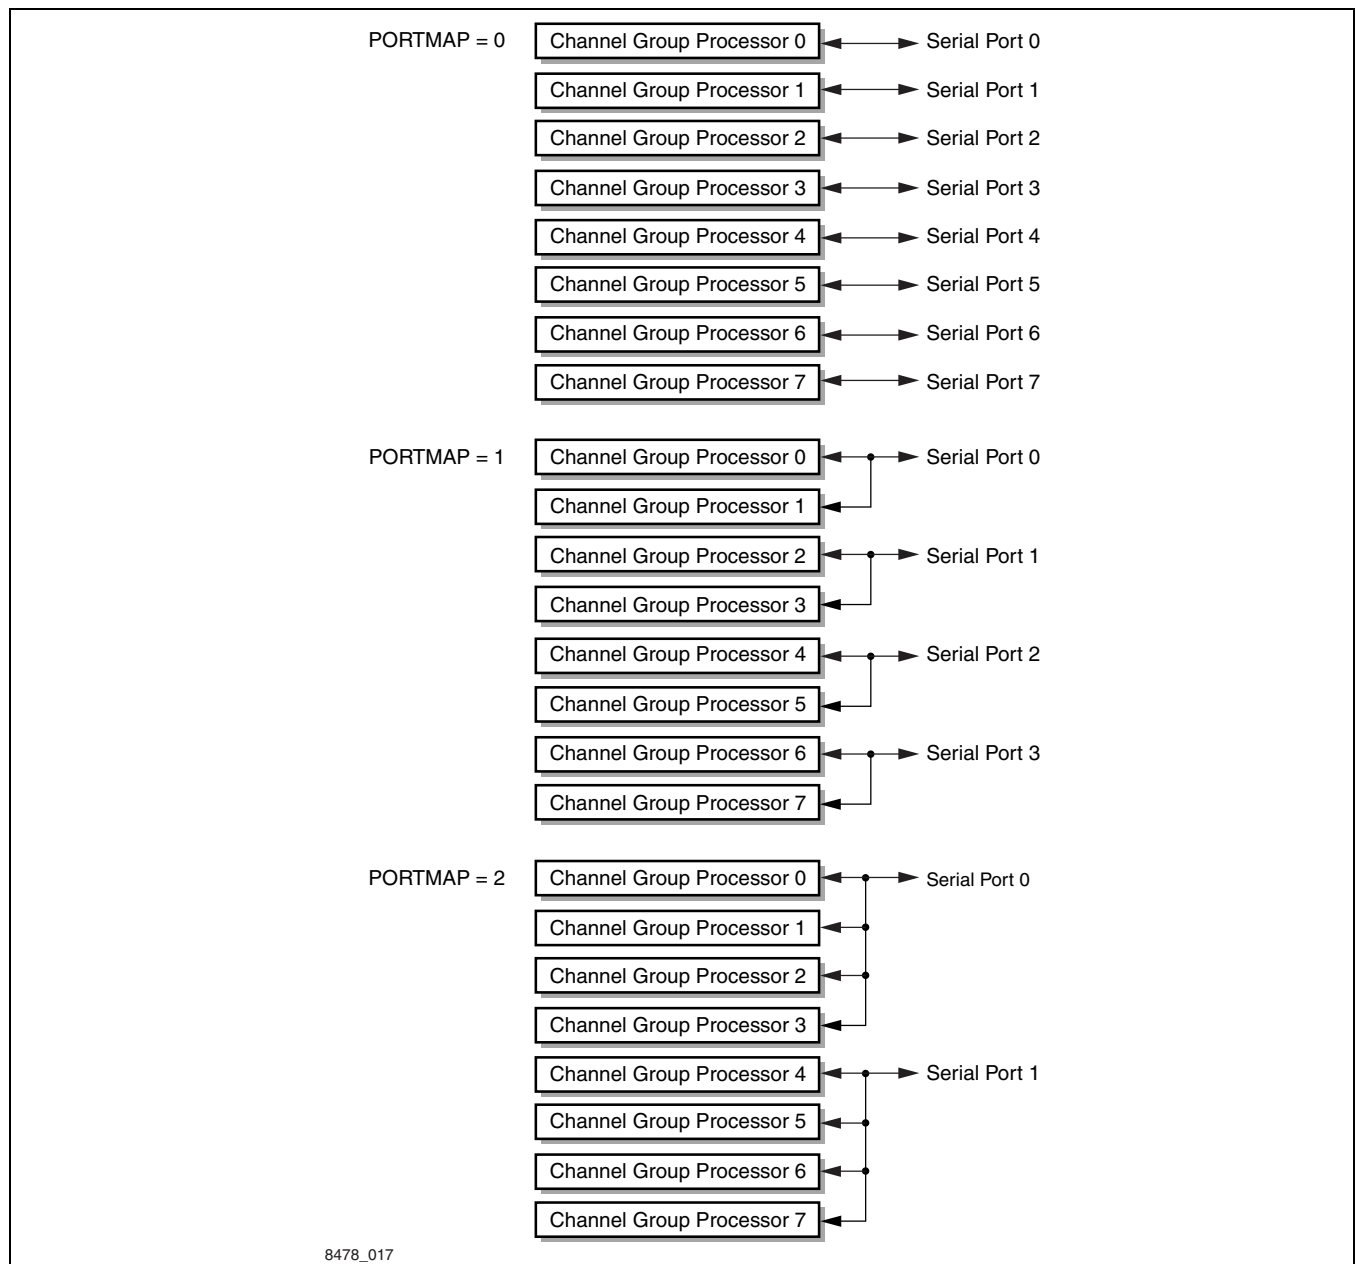 PORTMAP = 0 Channel Group Processor 0 Serial Port 0
Channel Group Processor 1 Serial Port 1
Channel Group Processor 2 Serial Port 2
Channel Group Processor 3 Serial Port 3
Channel Group Processor 4 Serial Port 4
Channel Group Processor 5 Serial Port 5
Channel Group Processor 6 Serial Port 6
Channel Group Processor 7 Serial Port 7
PORTMAP = 1 Channel Group Processor 0 Serial Port 0
Channel Group Processor 1
Channel Group Processor 2 Serial Port 1
Channel Group Processor 3
Channel Group Processor 4 Serial Port 2
Channel Group Processor 5
Channel Group Processor 6 Serial Port 3
Channel Group Processor 7
PORTMAP = 2 Channel Group Processor 0 Serial Port 0
Channel Group Processor 1
Channel Group Processor 2
Channel Group Processor 3
Channel Group Processor 4 Serial Port 1
Channel Group Processor 5
Channel Group Processor 6
Channel Group Processor 7
8478_017